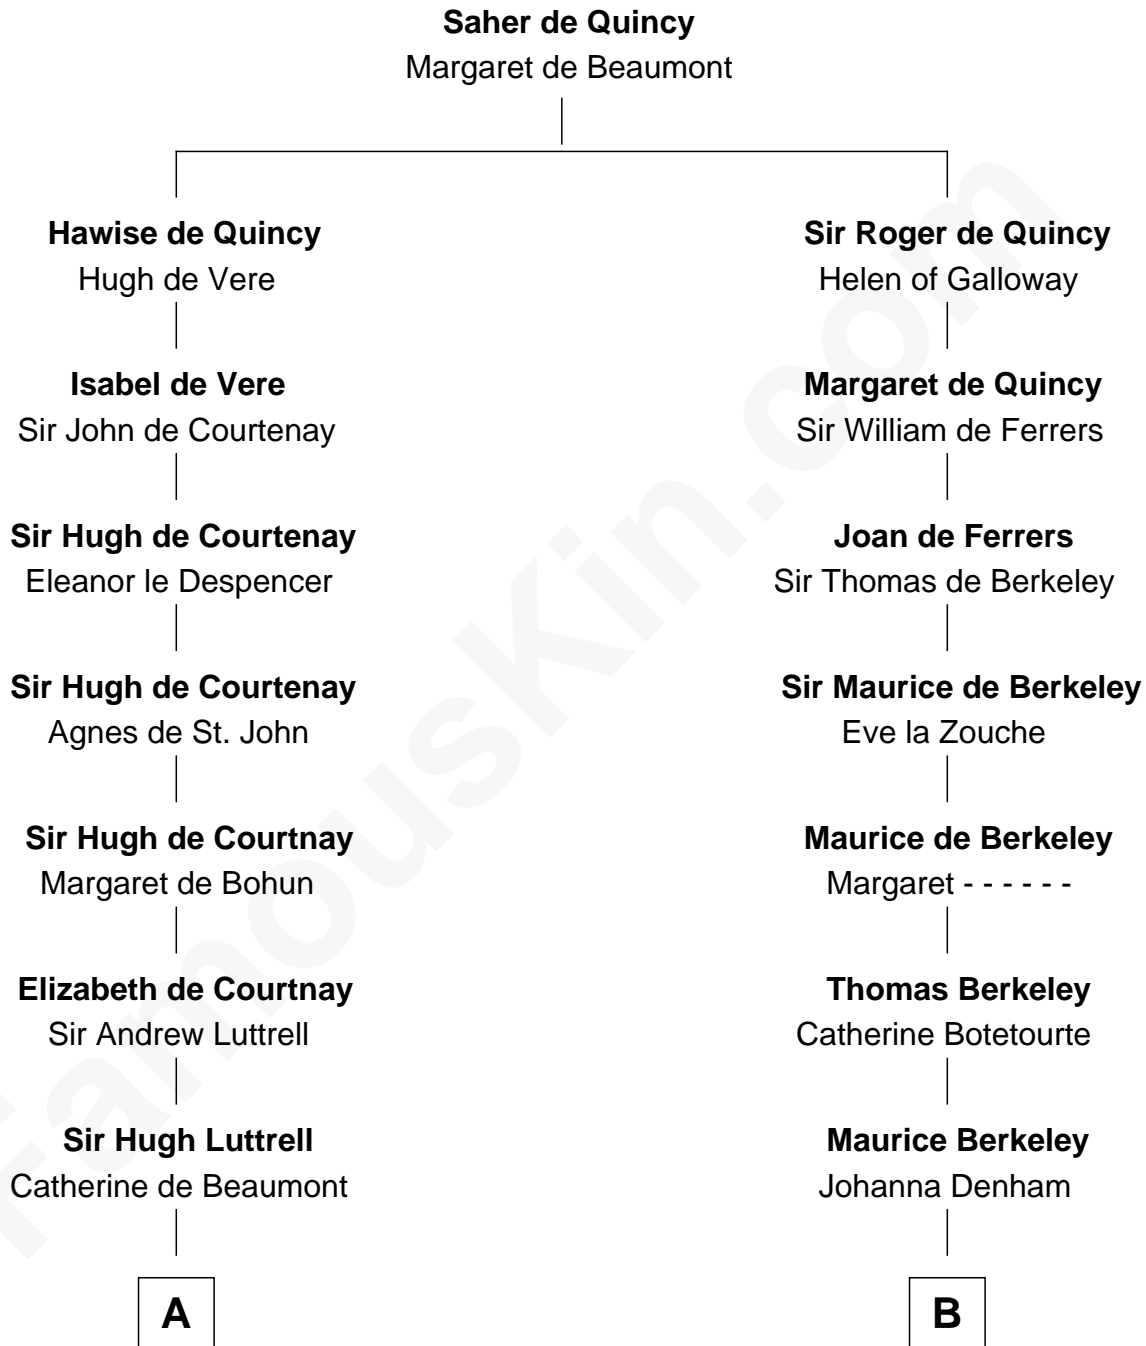 Saher de Quincy
Margaret de Beaumont
Hawise de Quincy
Hugh de Vere
Isabel de Vere
Sir John de Courtenay
Sir Hugh de Courtenay
Eleanor le Despencer
Sir Hugh de Courtenay
Agnes de St. John
Sir Hugh de Courtnay
Margaret de Bohun
Elizabeth de Courtnay
Sir Andrew Luttrell
Sir Hugh Luttrell
Catherine de Beaumont
A
Sir Roger de Quincy
Helen of Galloway
Margaret de Quincy
Sir William de Ferrers
Joan de Ferrers
Sir Thomas de Berkeley
Sir Maurice de Berkeley
Eve la Zouche
Maurice de Berkeley
Margaret - - - - - -
Thomas Berkeley
Catherine Botetourte
Maurice Berkeley
Johanna Denham
B
FamousKin.com